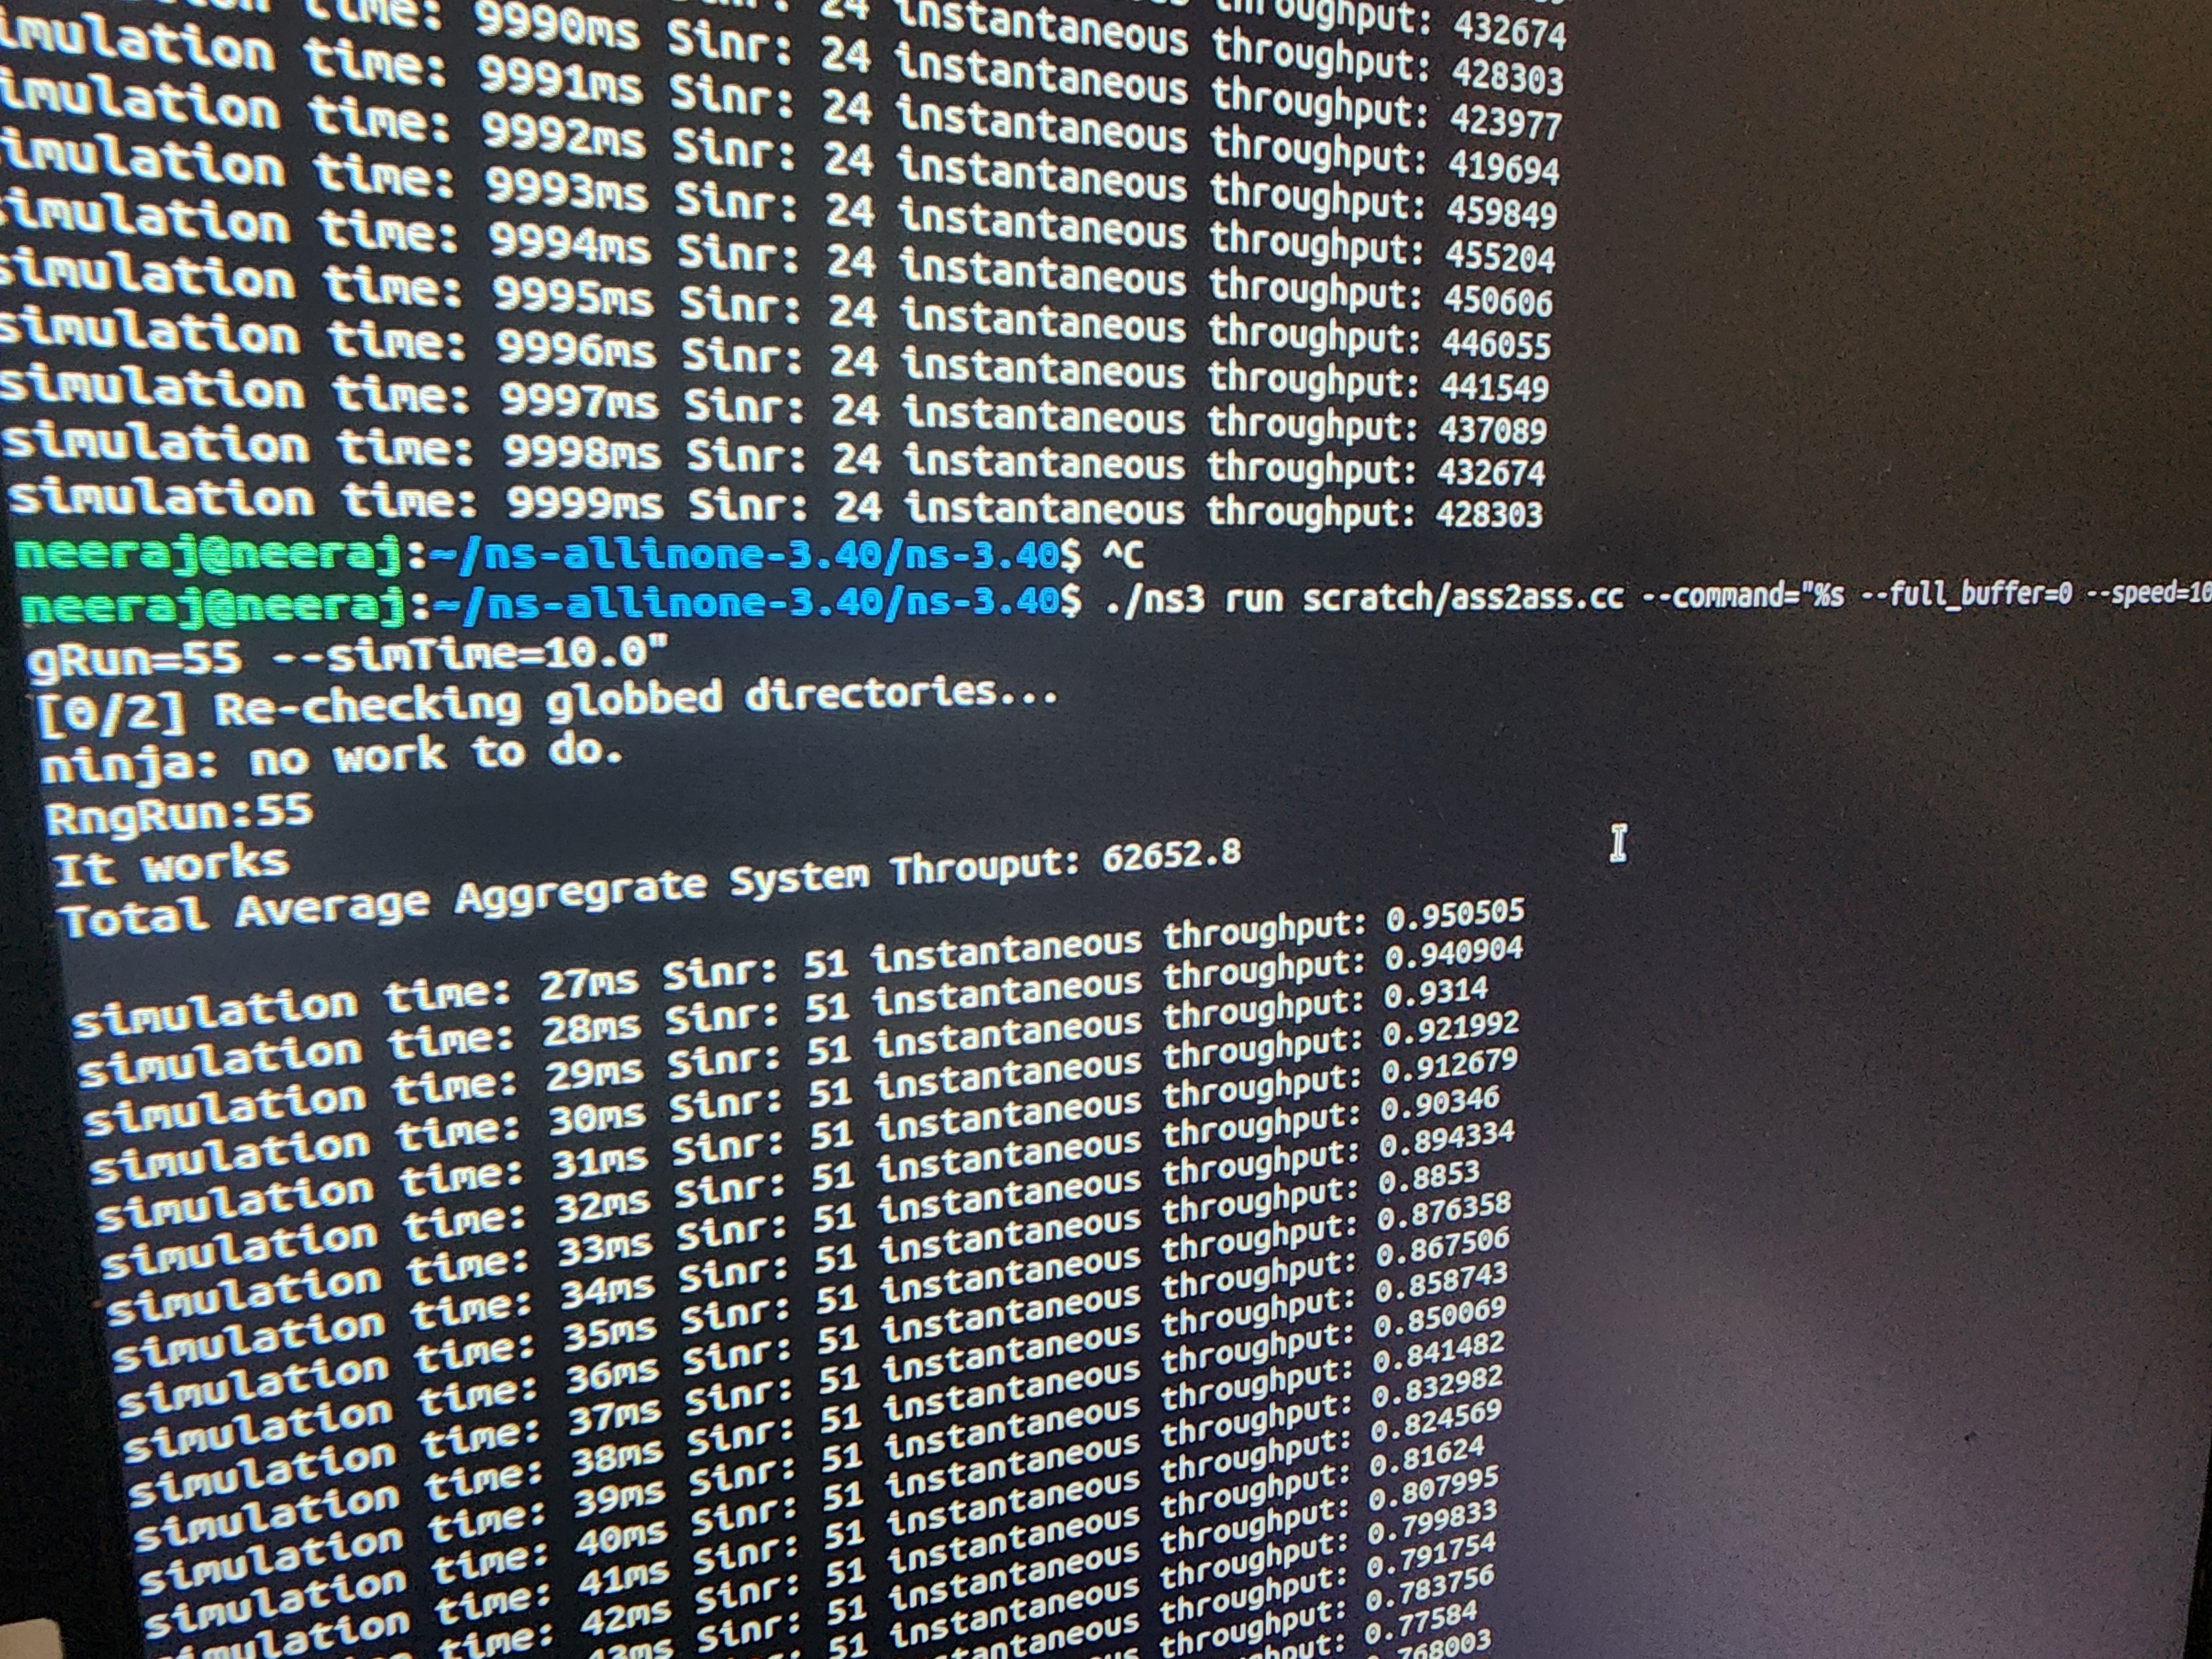 time: 9990ms Sinr: 24 instantaneous throughput: 432674
imulation time: 9991ms Sinr: 24 instantaneous throughput: 428303
imulation time: 9992ms Sinr: 24 instantaneous throughput: 423977
imulation time: 9993ms Sinr: 24 instantaneous throughput: 419694
simulation time: 9994ms Sinr: 24 instantaneous throughput: 459849
simulation time: 9995ms Sinr: 24 instantaneous throughput: 455204
simulation time: 9996ms Sinr: 24 instantaneous throughput: 450606
simulation time: 9997ms Sinr: 24 instantaneous throughput: 446055
simulation time: 9998ms Sinr: 24 instantaneous throughput: 441549
simulation time: 9999ms Sinr: 24 instantaneous throughput: 437089
instantaneous throughput: 432674
instantaneous throughput: 428303
neeraj@neeraj:~/ns-allinone-3.40/ns-3.40$ ^C
neeraj@neeraj:~/ns-allinone-3.40/ns-3.40$ ./ns3 run scratch/ass2ass.cc --command="%s --full_buffer=0 --speed=10
gRun=55 --simTime=10.0"
[0/2] Re-checking globbed directories...
ninja: no work to do.
RngRun:55
It works
Total Average Aggregrate System Throuput: 62652.8
simulation time: 27ms Sinr: 51 instantaneous throughput: 0.950505
simulation time: 28ms Sinr: 51 instantaneous throughput: 0.940904
simulation time: 29ms Sinr: 51 instantaneous throughput: 0.9314
simulation time: 30ms Sinr: 51 instantaneous throughput: 0.921992
simulation time: 31ms Sinr: 51 instantaneous throughput: 0.912679
simulation time: 32ms Sinr: 51 instantaneous throughput: 0.90346
simulation time: 33ms Sinr: 51 instantaneous throughput: 0.894334
simulation time: 34ms Sinr: 51 instantaneous throughput: 0.8853
simulation time: 35ms Sinr: 51 instantaneous throughput: 0.876358
simulation time: 36ms Sinr: 51 instantaneous throughput: 0.867506
simulation time: 37ms Sinr: 51 instantaneous throughput: 0.858743
simulation time: 38ms Sinr: 51 instantaneous throughput: 0.850069
simulation time: 39ms Sinr: 51 instantaneous throughput: 0.841482
simulation time: 40ms Sinr: 51 instantaneous throughput: 0.832982
simulation time: 41ms Sinr: 51 instantaneous throughput: 0.824569
time: 42ms Sinr: 51 instantaneous throughput: 0.81624
43ms Sinr: 51 instantaneous throughput: 0.807995
51 instantaneous throughput: 0.799833
throughput: 0.791754
throughput: 0.783756
0.77584
768003